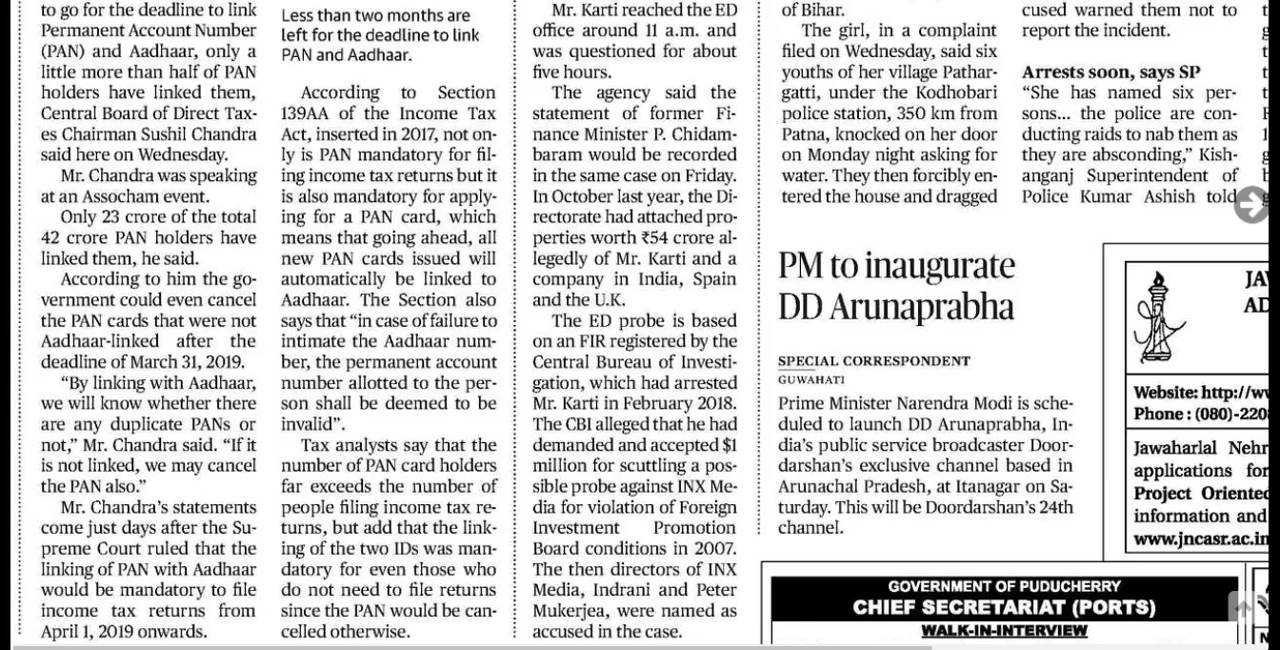 to go for the deadline to link
Permanent Account Number
(PAN) and Aadhaar, only a
little more than half of PAN
holders have linked them,
Central Board of Direct Tax-
es Chairman Sushil Chandra
said here on Wednesday.
Mr. Chandra was speaking
at an Assocham event.
Only 23 crore of the total
42 crore PAN holders have
linked them, he said.
According to him the go-
vernment could even cancel
the PAN cards that were not
Aadhaar-linked after the
deadline of March 31, 2019.
“By linking with Aadhaar,
we will know whether there
are any duplicate PANs or
not,” Mr. Chandra said. “If it
is not linked, we may cancel
the PAN also.”
Mr. Chandra’s statements
come just days after the Su-
preme Court ruled that the
linking of PAN with Aadhaar
would be mandatory to file
income tax returns from
April 1, 2019 onwards.
Less than two months are
left for the deadline to link
PAN and Aadhaar.
According to Section
139AA of the Income Tax
Act, inserted in 2017, not on-
ly is PAN mandatory for fil-
ing income tax returns but it
is also mandatory for apply-
ing for a PAN card, which
means that going ahead, all
new PAN cards issued will
automatically be linked to
Aadhaar. The Section also
says that “in case of failure to
intimate the Aadhaar num-
ber, the permanent account
number allotted to the per-
son shall be deemed to be
invalid”.
Tax analysts say that the
number of PAN card holders
far exceeds the number of
people filing income tax re-
turns, but add that the link-
ing of the two IDs was man-
datory for even those who
do not need to file returns
since the PAN would be can-
celled otherwise.
Mr. Karti reached the ED
office around 11 a.m. and
was questioned for about
five hours.
The agency said the
statement of former Fi-
nance Minister P. Chidam-
baram would be recorded
in the same case on Friday.
In October last year, the Di-
rectorate had attached pro-
perties worth ₹54 crore al-
legedly of Mr. Karti and a
company in India, Spain
and the U.K.
The ED probe is based
on an FIR registered by the
Central Bureau of Investi-
gation, which had arrested
Mr. Karti in February 2018.
The CBI alleged that he had
demanded and accepted $1
million for scuttling a pos-
sible probe against INX Me-
dia for violation of Foreign
Investment Promotion
Board conditions in 2007.
The then directors of INX
Media, Indrani and Peter
Mukerjea, were named as
accused in the case.
of Bihar.
The girl, in a complaint
filed on Wednesday, said six
youths of her village Pathar-
gatti, under the Kodhobari
police station, 350 km from
Patna, knocked on her door
on Monday night asking for
water. They then forcibly en-
tered the house and dragged
cused warned them not to
report the incident.
Arrests soon, says SP
“She has named six per-
sons... the police are con-
ducting raids to nab them as
they are absconding,” Kish-
anganj Superintendent of
Police Kumar Ashish told
PM to inaugurate
DD Arunaprabha
SPECIAL CORRESPONDENT
GUWAHATI
Prime Minister Narendra Modi is sche-
duled to launch DD Arunaprabha, In-
dia’s public service broadcaster Door-
darshan’s exclusive channel based in
Arunachal Pradesh, at Itanagar on Sa-
turday. This will be Doordarshan’s 24th
channel.
JA
AD
Website: http://w
Phone : (080)-220
Jawaharlal Nehr
applications for
Project Oriented
information and
www.jncasr.ac.in
GOVERNMENT OF PUDUCHERRY
CHIEF SECRETARIAT (PORTS)
WALK-IN-INTERVIEW